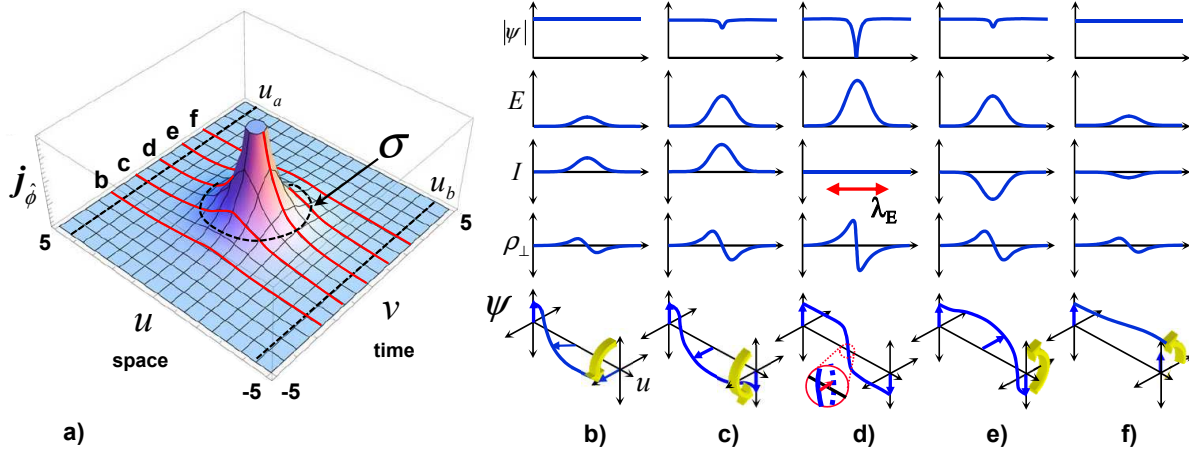 u_a
f
e
d
c
b
σ
j_φ̂
u_b
5
5
u
v
space
time
-5
-5
a)
|ψ|
E
I
λ_E
ρ_⊥
ψ
u
b)
c)
d)
e)
f)